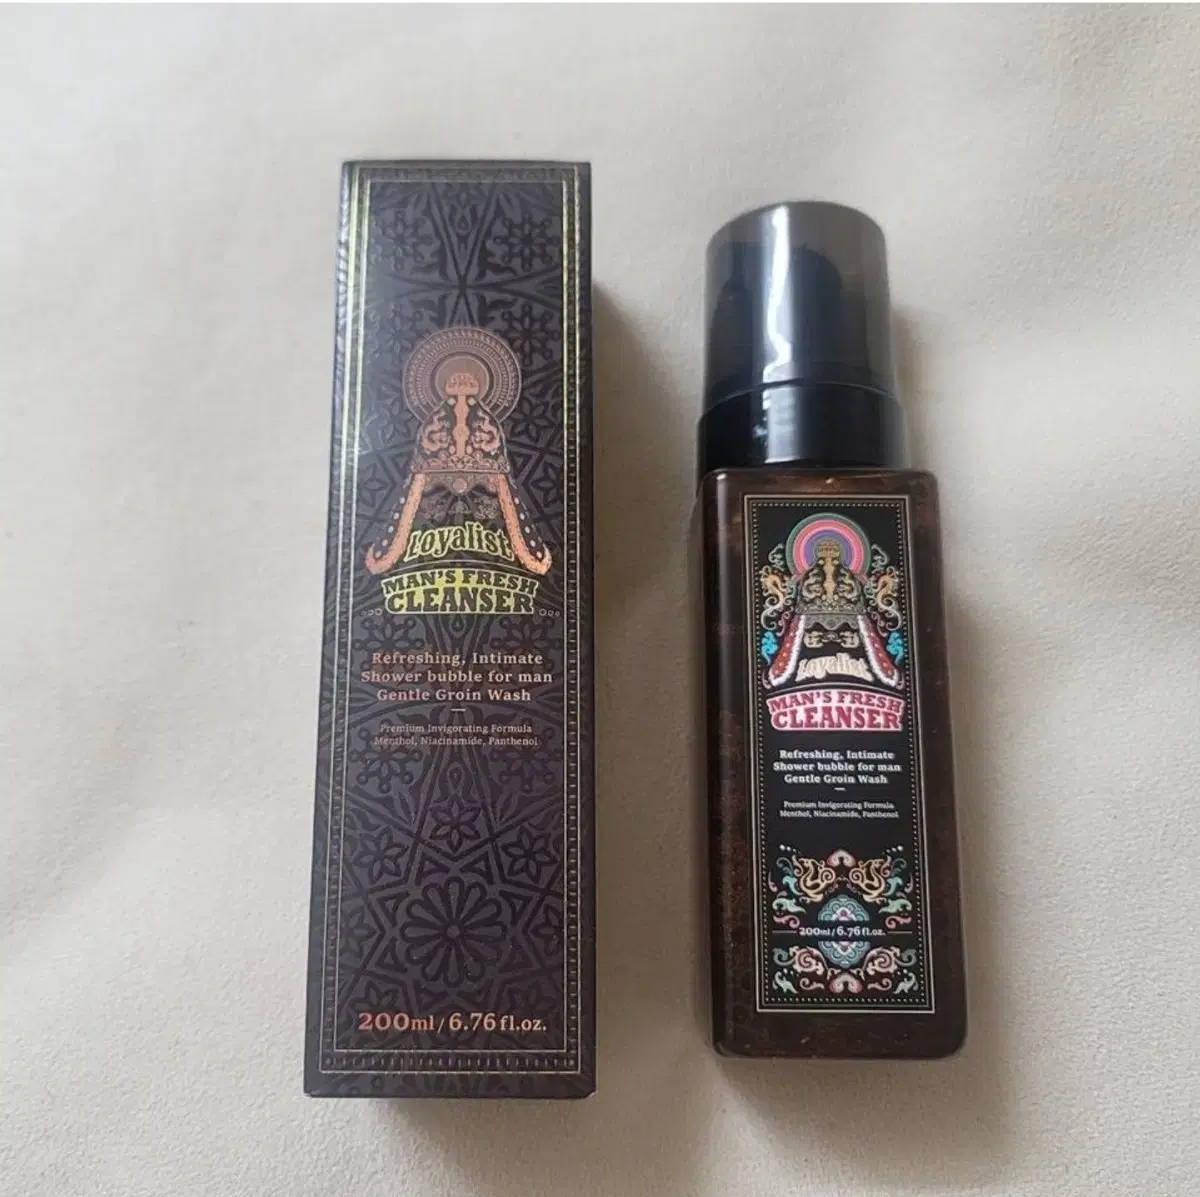 Loyalist
MAN'S FRESH
CLEANSER
Refreshing, Intimate
Shower bubble for man
Gentle Groin Wash
Premium Invigorating Formula
Menthol, Niacinamide, Panthenol
200ml / 6.76 fl.oz.
Loyalist
MAN'S FRESH
CLEANSER
Refreshing, Intimate
Shower bubble for man
Gentle Groin Wash
Premium Invigorating Formula
Menthol, Niacinamide, Panthenol
200ml / 6.76 fl.oz.